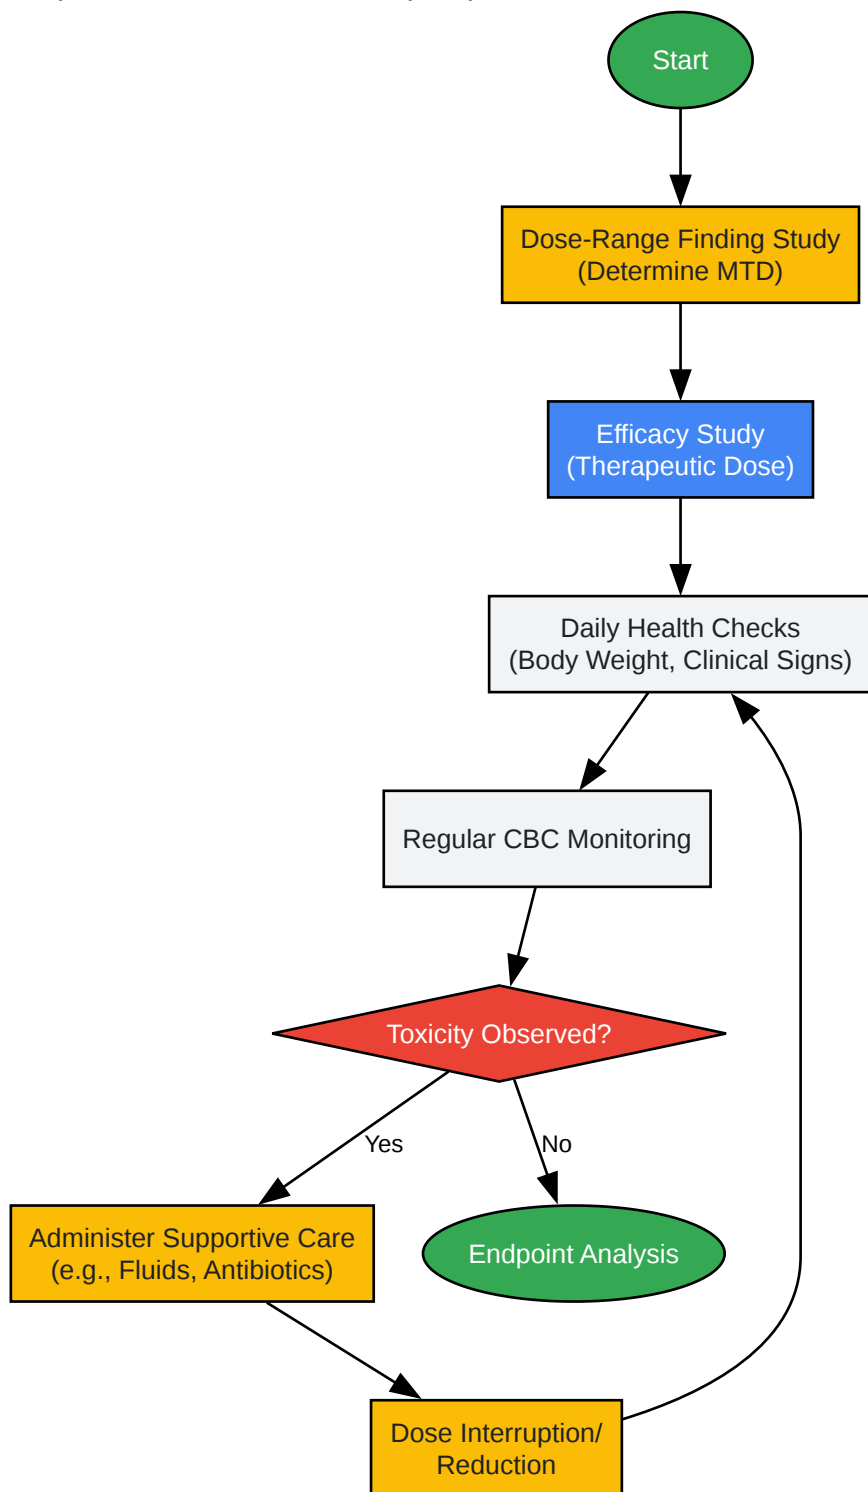 Start
Dose-Range Finding Study
(Determine MTD)
Efficacy Study
(Therapeutic Dose)
Daily Health Checks
(Body Weight, Clinical Signs)
Regular CBC Monitoring
Toxicity Observed?
Yes
No
Administer Supportive Care
(e.g., Fluids, Antibiotics)
Endpoint Analysis
Dose Interruption/
Reduction